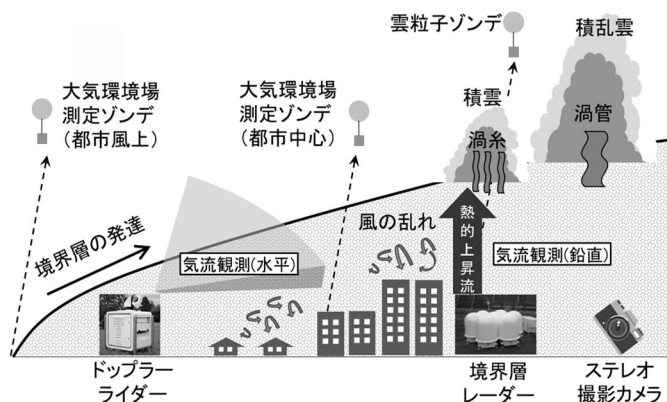 大気環境場
測定ゾンデ
(都市風上)
大気環境場
測定ゾンデ
(都市中心)
雲粒子ゾンデ
積乱雲
積雲
渦管
渦糸
境界層の発達
風の乱れ
熱的上昇流
気流観測(水平)
気流観測(鉛直)
ドップラー
ライダー
境界層
レーダー
ステレオ
撮影カメラ